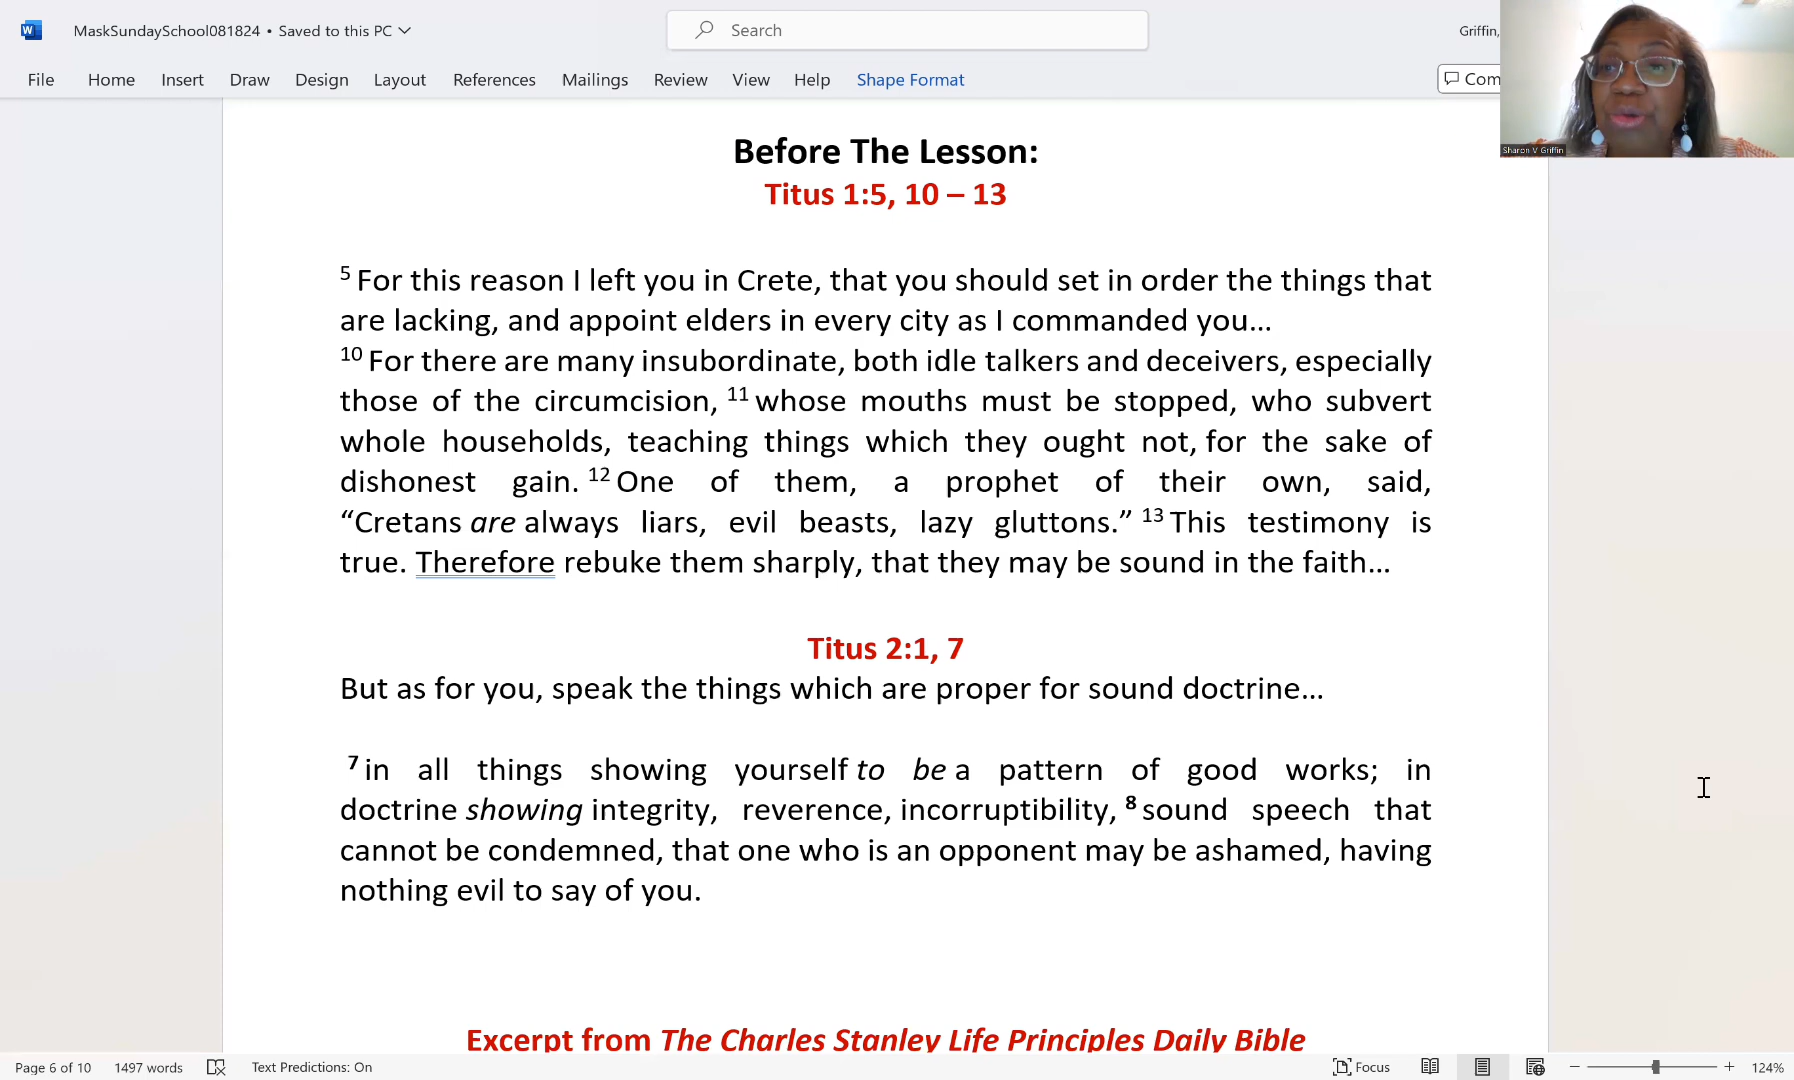 MaskSundaySchool081824 • Saved to this PC
Search
Griffin,
File Home Insert Draw Design Layout References Mailings Review View Help Shape Format
Com
Sharon V Griffin
Before The Lesson:
Titus 1:5, 10 – 13
5 For this reason I left you in Crete, that you should set in order the things that
are lacking, and appoint elders in every city as I commanded you…
10 For there are many insubordinate, both idle talkers and deceivers, especially
those of the circumcision, 11 whose mouths must be stopped, who subvert
whole households, teaching things which they ought not, for the sake of
dishonest gain. 12 One of them, a prophet of their own, said,
“Cretans are always liars, evil beasts, lazy gluttons.” 13 This testimony is
true. Therefore rebuke them sharply, that they may be sound in the faith…
Titus 2:1, 7
But as for you, speak the things which are proper for sound doctrine…
7 in all things showing yourself to be a pattern of good works; in
doctrine showing integrity, reverence, incorruptibility, 8 sound speech that
cannot be condemned, that one who is an opponent may be ashamed, having
nothing evil to say of you.
Excerpt from The Charles Stanley Life Principles Daily Bible
Page 6 of 10 1497 words Text Predictions: On Focus 124%